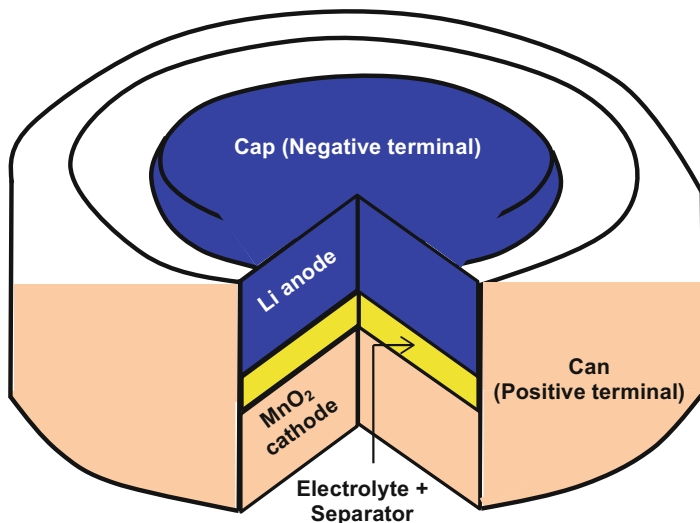 Cap (Negative terminal)
Li anode
MnO₂
cathode
Can
(Positive terminal)
Electrolyte +
Separator